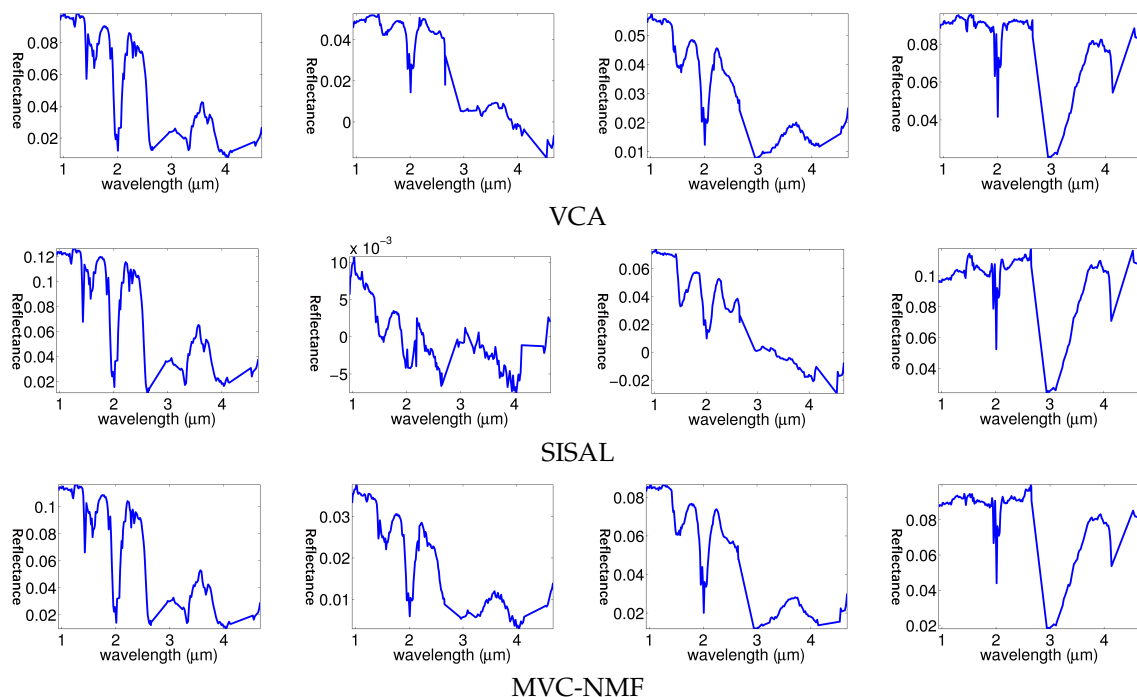 Reflectance
0.08
0.06
0.04
0.02
1 2 3 4
wavelength (μm)
Reflectance
0.04
0.02
0
1 2 3 4
wavelength (μm)
Reflectance
0.05
0.04
0.03
0.02
0.01
1 2 3 4
wavelength (μm)
Reflectance
0.08
0.06
0.04
1 2 3 4
wavelength (μm)
VCA
Reflectance
0.12
0.1
0.08
0.06
0.04
0.02
1 2 3 4
wavelength (μm)
x 10⁻³
Reflectance
10
5
0
−5
1 2 3 4
wavelength (μm)
Reflectance
0.06
0.04
0.02
0
−0.02
1 2 3 4
wavelength (μm)
Reflectance
0.1
0.08
0.06
0.04
1 2 3 4
wavelength (μm)
SISAL
Reflectance
0.1
0.08
0.06
0.04
0.02
1 2 3 4
wavelength (μm)
Reflectance
0.03
0.02
0.01
1 2 3 4
wavelength (μm)
Reflectance
0.08
0.06
0.04
0.02
1 2 3 4
wavelength (μm)
Reflectance
0.08
0.06
0.04
0.02
1 2 3 4
wavelength (μm)
MVC-NMF